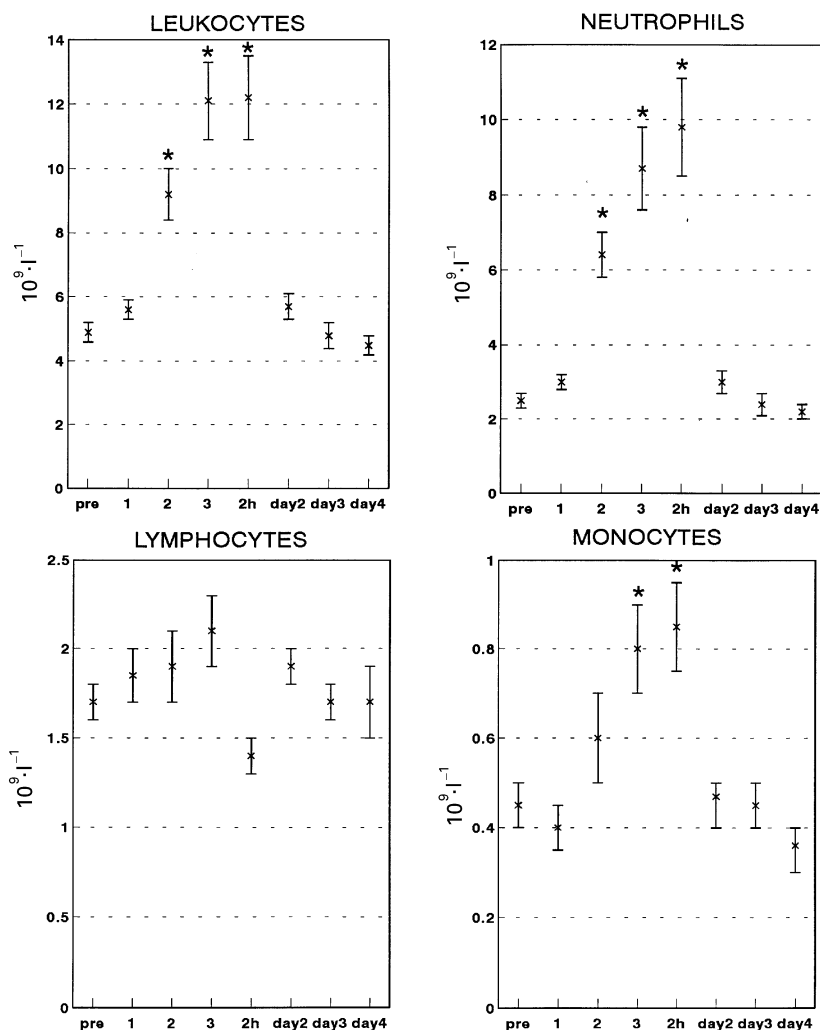 LEUKOCYTES
14
12
10
8
6
4
2
0
10⁹·l⁻¹
* * *
pre 1 2 3 2h day2 day3 day4
NEUTROPHILS
12
10
8
6
4
2
0
10⁹·l⁻¹
* * *
pre 1 2 3 2h day2 day3 day4
LYMPHOCYTES
2.5
2
1.5
1
0.5
0
10⁹·l⁻¹
pre 1 2 3 2h day2 day3 day4
MONOCYTES
1
0.8
0.6
0.4
0.2
0
10⁹·l⁻¹
* *
pre 1 2 3 2h day2 day3 day4